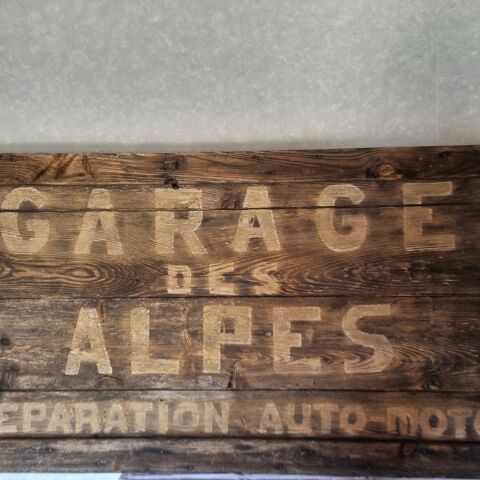 GARAGE
DES
ALPES
EPARATION AUTO-MOTO